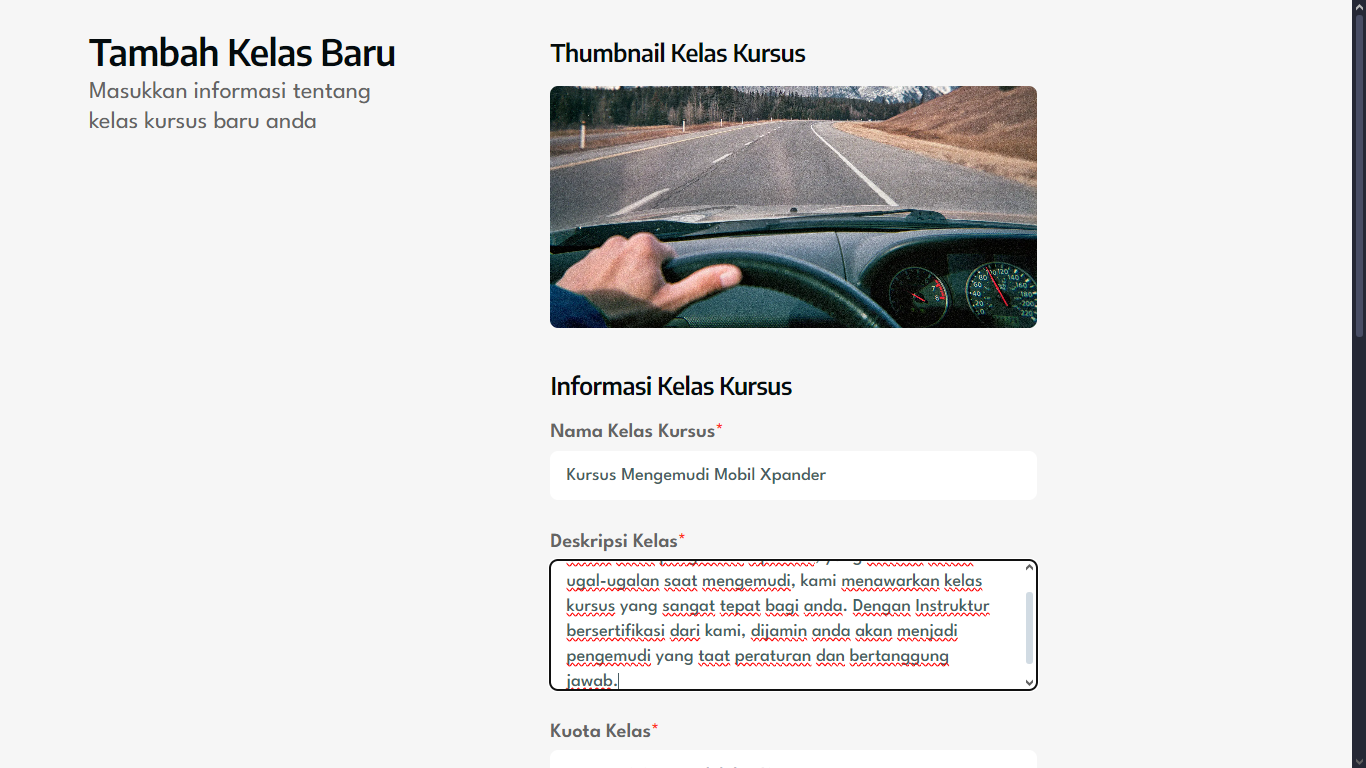 Tambah Kelas Baru
Masukkan informasi tentang
kelas kursus baru anda
Thumbnail Kelas Kursus
Informasi Kelas Kursus
Nama Kelas Kursus*
Kursus Mengemudi Mobil Xpander
Deskripsi Kelas*
ugal-ugalan saat mengemudi, kami menawarkan kelas
kursus yang sangat tepat bagi anda. Dengan Instruktur
bersertifikasi dari kami, dijamin anda akan menjadi
pengemudi yang taat peraturan dan bertanggung
jawab.
Kuota Kelas*